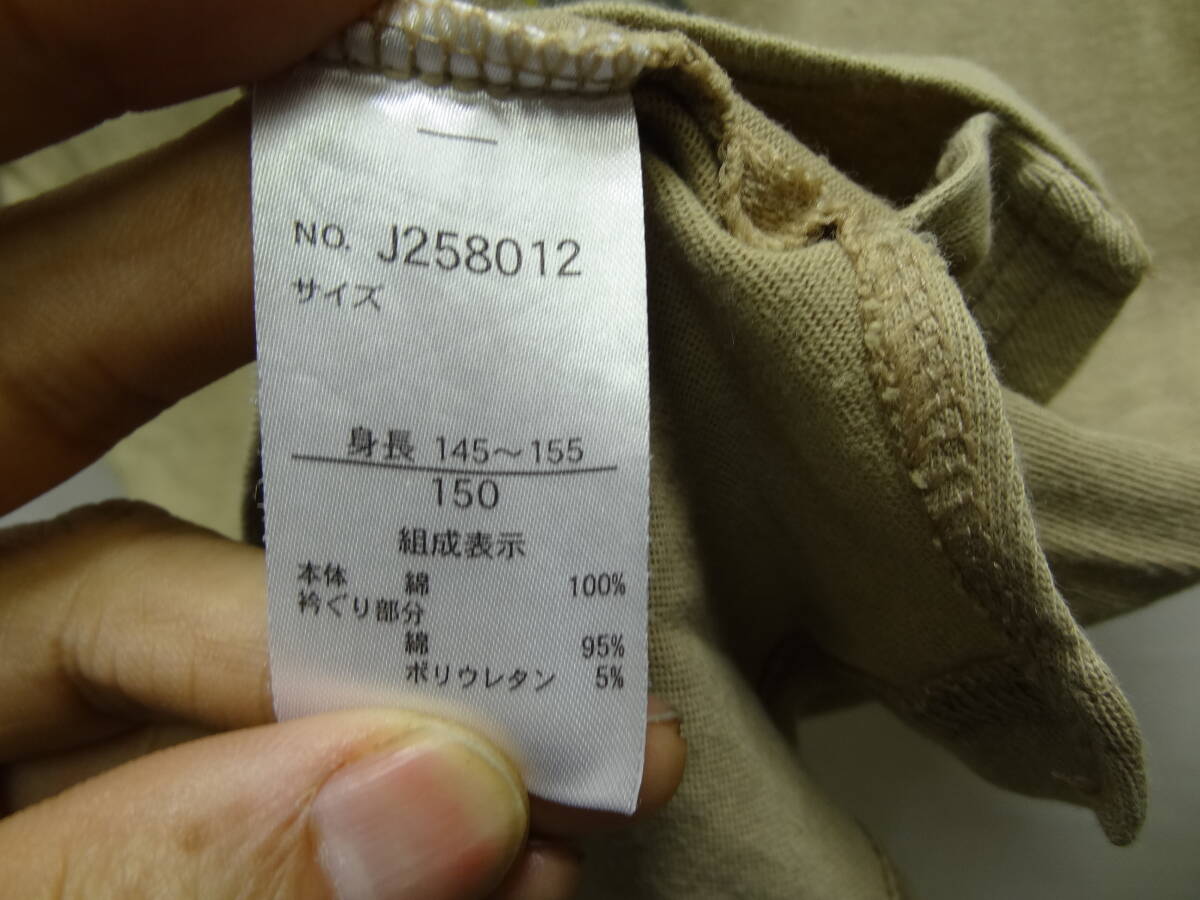 NO. J258012
サイズ
身長 145～155
150
組成表示
本体 綿 100%
衿ぐり部分
綿 95%
ポリウレタン 5%